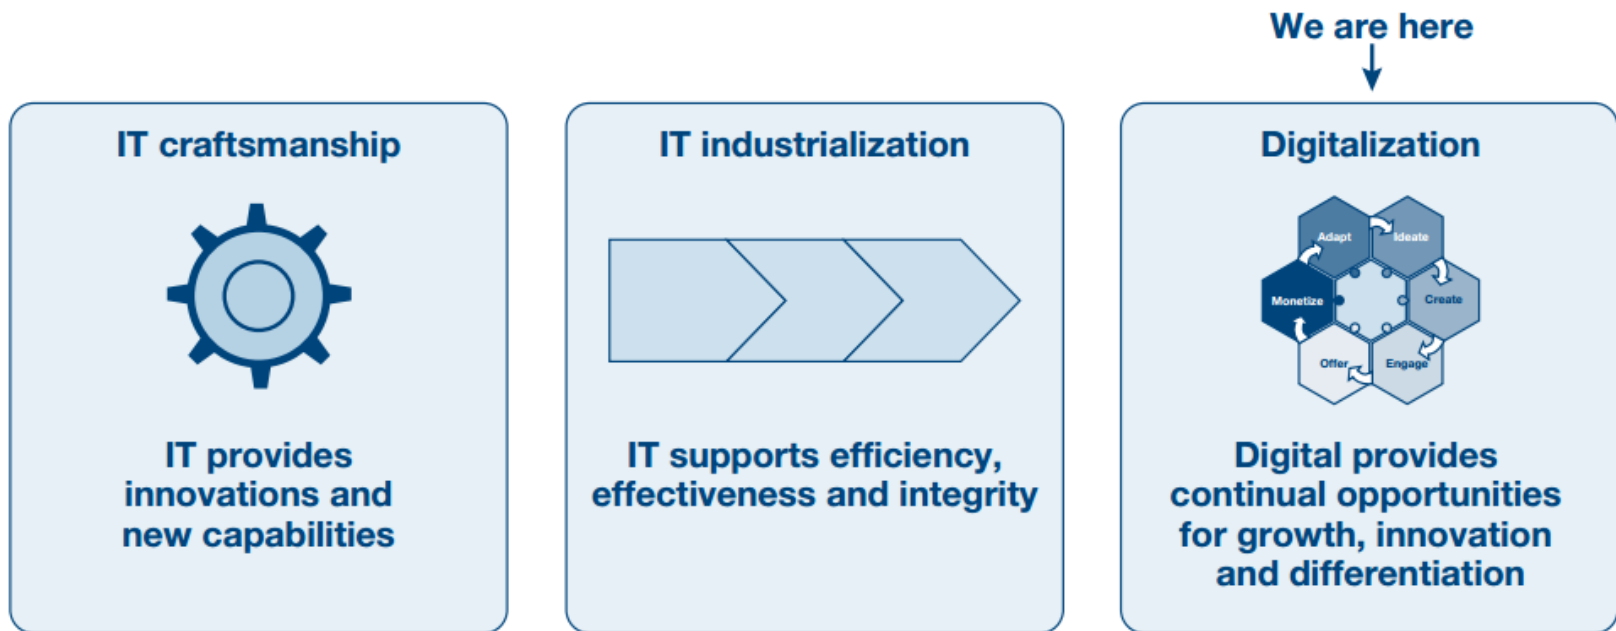 We are here
IT craftsmanship
IT provides
innovations and
new capabilities
IT industrialization
IT supports efficiency,
effectiveness and integrity
Digitalization
Adapt
Ideate
Monetize
Create
Offer
Engage
Digital provides
continual opportunities
for growth, innovation
and differentiation